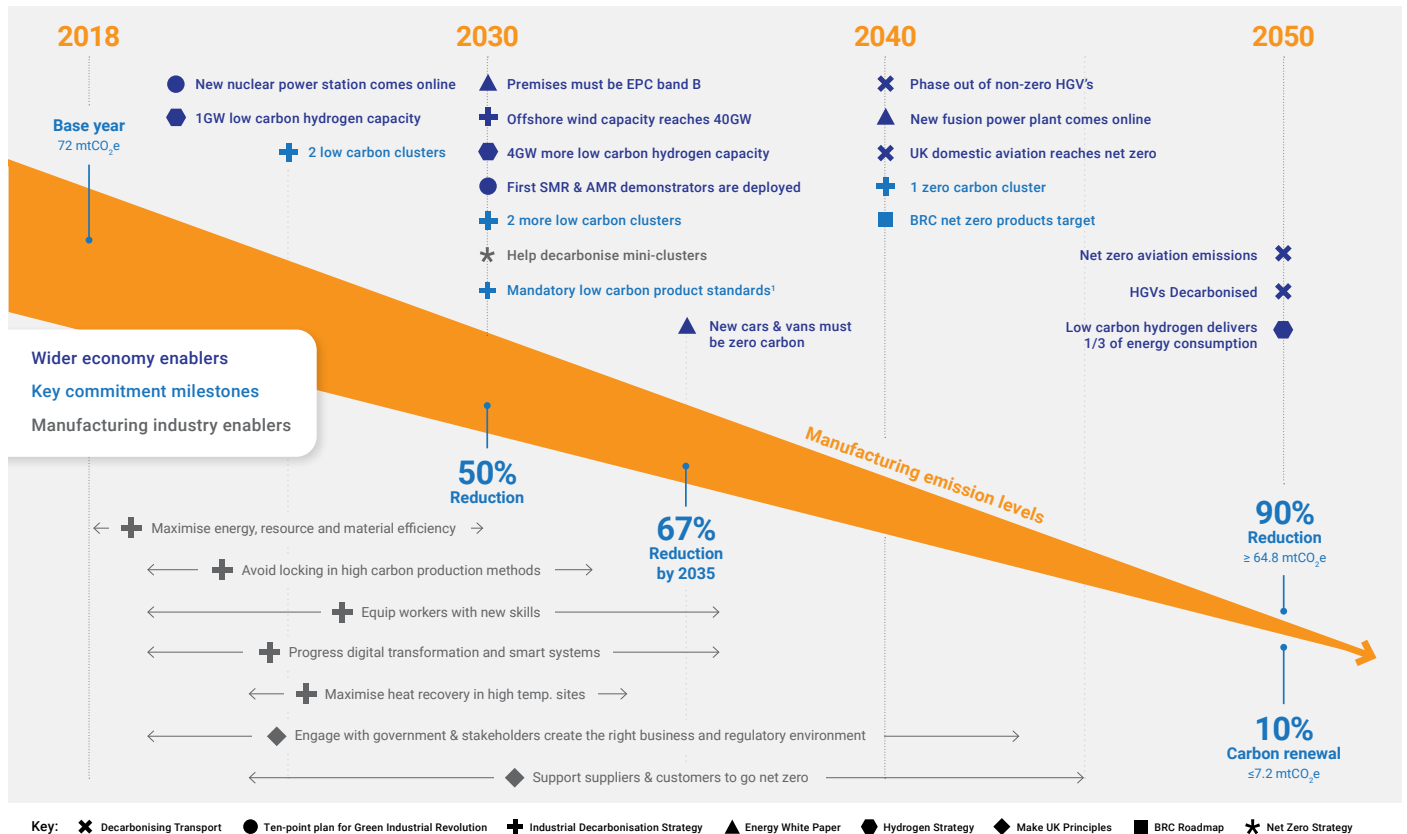 2018
2030
2040
2050
Base year
72 mtCO2e
New nuclear power station comes online
1GW low carbon hydrogen capacity
2 low carbon clusters
Premises must be EPC band B
Offshore wind capacity reaches 40GW
4GW more low carbon hydrogen capacity
First SMR & AMR demonstrators are deployed
2 more low carbon clusters
Help decarbonise mini-clusters
Mandatory low carbon product standards¹
New cars & vans must
be zero carbon
Phase out of non-zero HGV's
New fusion power plant comes online
UK domestic aviation reaches net zero
1 zero carbon cluster
BRC net zero products target
Net zero aviation emissions
HGVs Decarbonised
Low carbon hydrogen delivers
1/3 of energy consumption
Wider economy enablers
Key commitment milestones
Manufacturing industry enablers
Manufacturing emission levels
50%
Reduction
67%
Reduction
by 2035
90%
Reduction
≥ 64.8 mtCO2e
10%
Carbon renewal
≤7.2 mtCO2e
Maximise energy, resource and material efficiency
Avoid locking in high carbon production methods
Equip workers with new skills
Progress digital transformation and smart systems
Maximise heat recovery in high temp. sites
Engage with government & stakeholders create the right business and regulatory environment
Support suppliers & customers to go net zero
Key: Decarbonising Transport Ten-point plan for Green Industrial Revolution Industrial Decarbonisation Strategy Energy White Paper Hydrogen Strategy Make UK Principles BRC Roadmap Net Zero Strategy